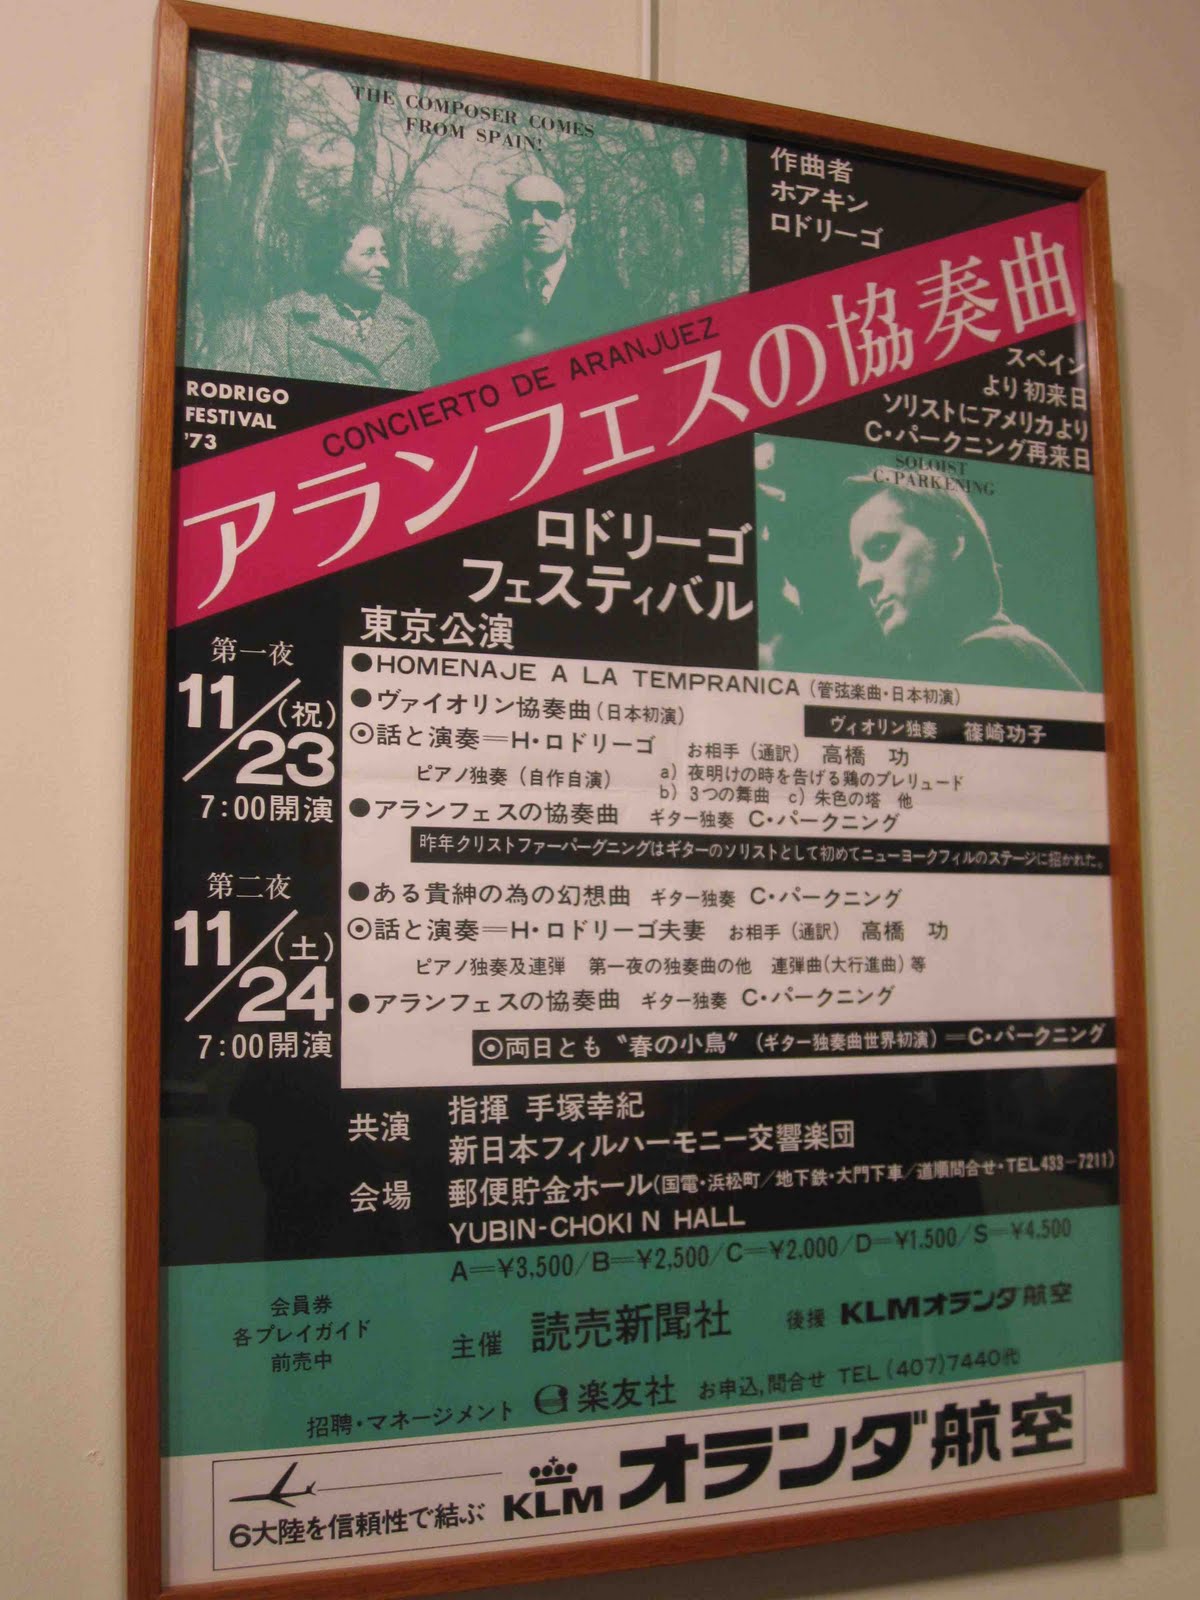 THE COMPOSER COMES
FROM SPAIN!
作曲者
ホアキン
ロドリーゴ
RODRIGO
FESTIVAL
'73
CONCIERTO DE ARANJUEZ
アランフェスの協奏曲
スペイン
より初来日
ソリストにアメリカより
C・パークニング再来日
SOLOIST
C・PARKENING
ロドリーゴ
フェスティバル
東京公演
第一夜
11/23(祝)
7:00開演
●HOMENAJE A LA TEMPRANICA(管弦楽曲・日本初演)
●ヴァイオリン協奏曲(日本初演)
ヴィオリン独奏 篠崎功子
⦿話と演奏=H・ロドリーゴ お相手(通訳) 高橋 功
ピアノ独奏(自作自演) a) 夜明けの時を告げる鶏のプレリュード
b) 3つの舞曲 c) 朱色の塔 他
●アランフェスの協奏曲 ギター独奏 C・パークニング
昨年クリストファーパーグニングはギターのソリストとして初めてニューヨークフィルのステージに招かれた。
第二夜
11/24(土)
7:00開演
●ある貴紳の為の幻想曲 ギター独奏 C・パークニング
⦿話と演奏=H・ロドリーゴ夫妻 お相手(通訳) 高橋 功
ピアノ独奏及連弾 第一夜の独奏曲の他 連弾曲(大行進曲)等
●アランフェスの協奏曲 ギター独奏 C・パークニング
⦿両日とも〝春の小鳥〟(ギター独奏曲世界初演)=C・パークニング
共演 指揮 手塚幸紀
新日本フィルハーモニー交響楽団
会場 郵便貯金ホール(国電・浜松町/地下鉄・大門下車/道順問合せ・TEL433-7211)
YUBIN-CHOKIN HALL
A=¥3,500/B=¥2,500/C=¥2,000/D=¥1,500/S=¥4,500
会員券
各プレイガイド
前売中
主催 読売新聞社 後援 KLMオランダ航空
招聘・マネージメント 楽友社 お申込,問合せ TEL(407)7440代
6大陸を信頼性で結ぶ
KLM オランダ航空